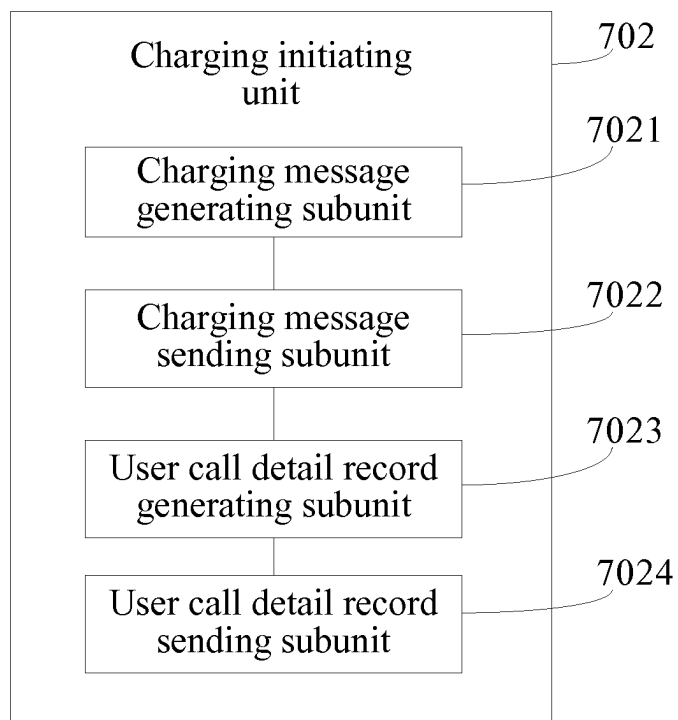 Charging initiating
unit
702
7021
Charging message
generating subunit
7022
Charging message
sending subunit
7023
User call detail record
generating subunit
7024
User call detail record
sending subunit